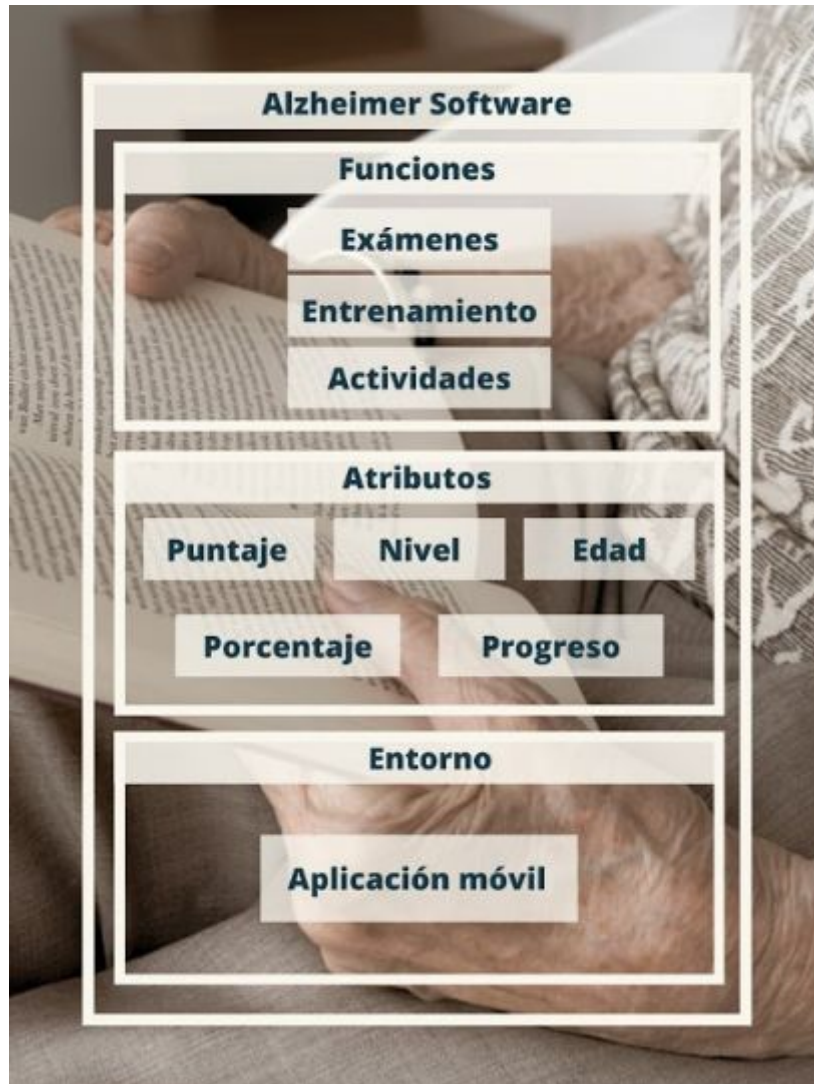 Alzheimer Software
Funciones
Exámenes
Entrenamiento
Actividades
Atributos
Puntaje Nivel Edad
Porcentaje Progreso
Entorno
Aplicación móvil